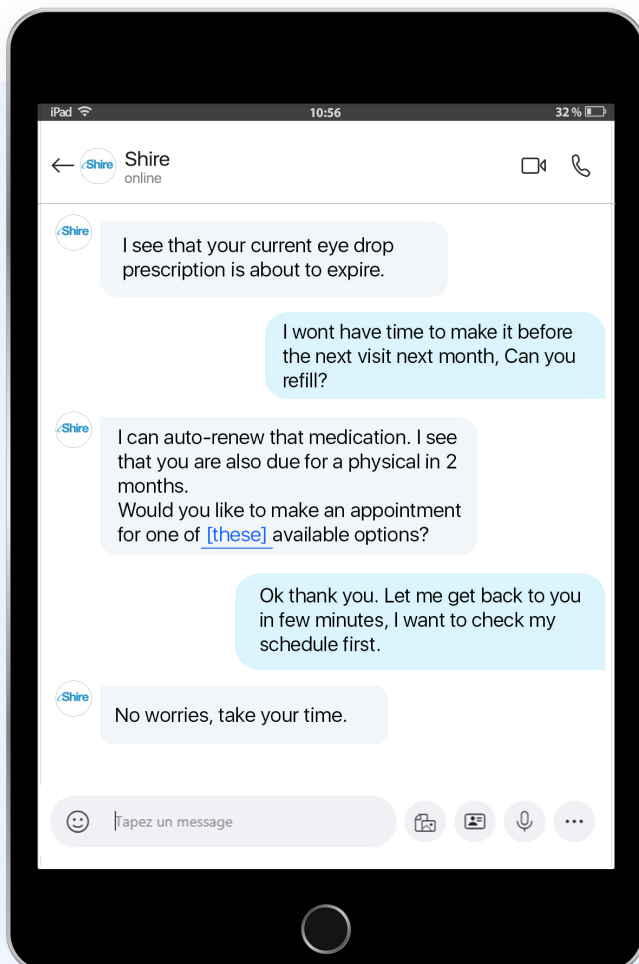 iPad
10:56
32 %
Shire
Shire
online
Shire
I see that your current eye drop
prescription is about to expire.
I wont have time to make it before
the next visit next month, Can you
refill?
Shire
I can auto-renew that medication. I see
that you are also due for a physical in 2
months.
Would you like to make an appointment
for one of [these] available options?
Ok thank you. Let me get back to you
in few minutes, I want to check my
schedule first.
Shire
No worries, take your time.
Tapez un message